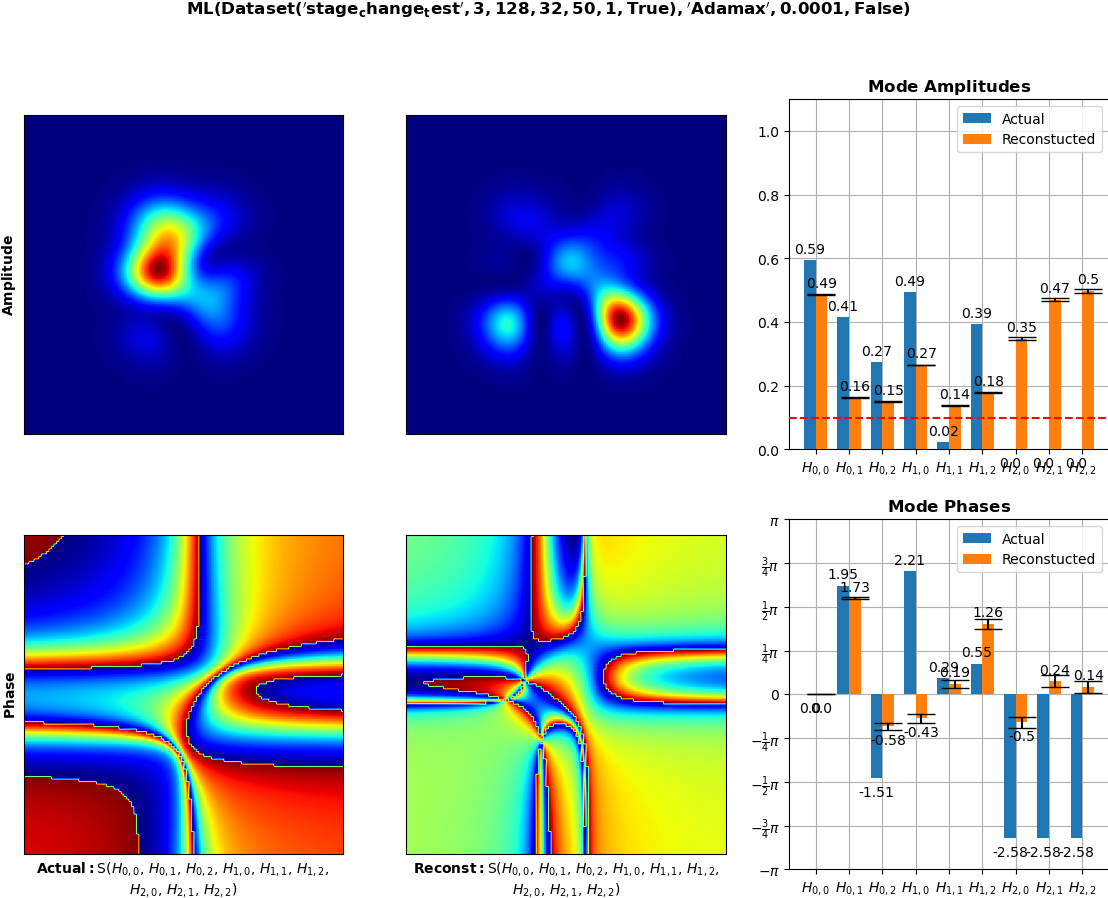 ML(Dataset('stage_change_test', 3, 128, 32, 50, 1, True), 'Adamax', 0.0001, False)
Amplitude
Mode Amplitudes
Actual
Reconstucted
1.0
0.8
0.6
0.4
0.2
0.0
0.59
0.49
0.41
0.16
0.27
0.15
0.49
0.27
0.02
0.14
0.39
0.18
0.0
0.35
0.0
0.47
0.0
0.5
H0,0 H0,1 H0,2 H1,0 H1,1 H1,2 H2,0 H2,1 H2,2
Phase
Mode Phases
Actual
Reconstucted
π
3/4π
1/2π
1/4π
0
−1/4π
−1/2π
−3/4π
−π
0.0
0.0
1.95
1.73
-1.51
-0.58
2.21
-0.43
0.29
0.19
0.55
1.26
-2.58
-0.5
-2.58
0.24
-2.58
0.14
H0,0 H0,1 H0,2 H1,0 H1,1 H1,2 H2,0 H2,1 H2,2
Actual: S(H0,0, H0,1, H0,2, H1,0, H1,1, H1,2,
H2,0, H2,1, H2,2)
Reconst: S(H0,0, H0,1, H0,2, H1,0, H1,1, H1,2,
H2,0, H2,1, H2,2)